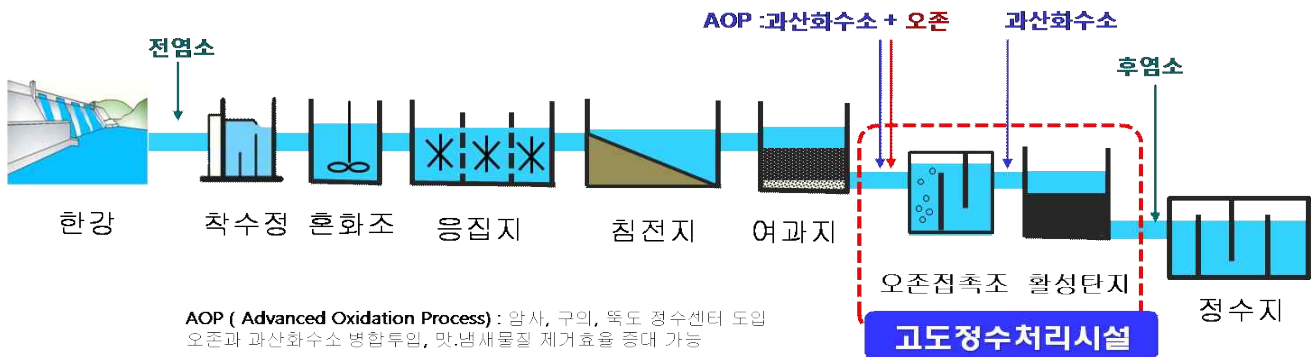 AOP :과산화수소 + 오존
과산화수소
전염소
후염소
한강
착수정
혼화조
응집지
침전지
여과지
오존접촉조
활성탄지
정수지
AOP ( Advanced Oxidation Process) : 암사, 구의, 뚝도 정수센터 도입
오존과 과산화수소 병합투입, 맛.냄새물질 제거효율 증대 가능
고도정수처리시설